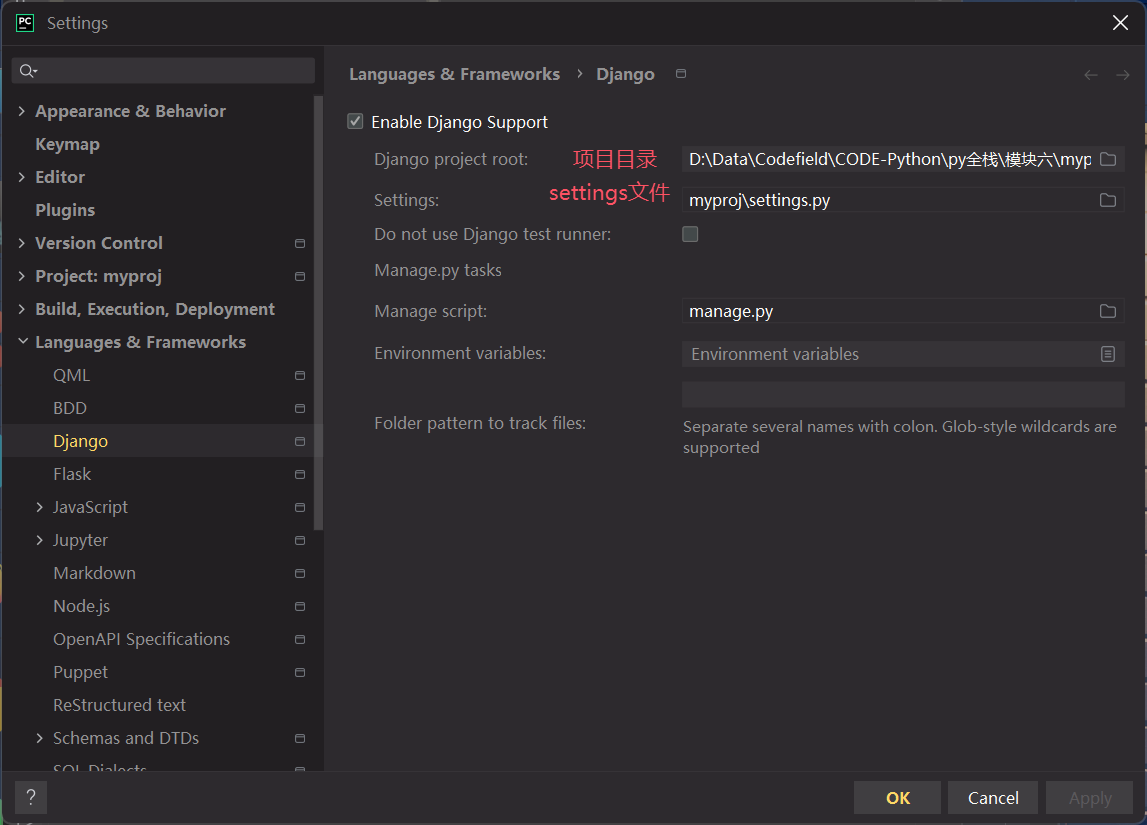 PC
Settings
Languages & Frameworks › Django
Appearance & Behavior
Keymap
Editor
Plugins
Version Control
Project: myproj
Build, Execution, Deployment
Languages & Frameworks
QML
BDD
Django
Flask
JavaScript
Jupyter
Markdown
Node.js
OpenAPI Specifications
Puppet
ReStructured text
Schemas and DTDs
SQL Dialects
Enable Django Support
Django project root: 项目目录 D:\Data\Codefield\CODE-Python\py全栈\模块六\myp
Settings: settings文件 myproj\settings.py
Do not use Django test runner:
Manage.py tasks
Manage script: manage.py
Environment variables: Environment variables
Folder pattern to track files:
Separate several names with colon. Glob-style wildcards are
supported
?
OK Cancel Apply